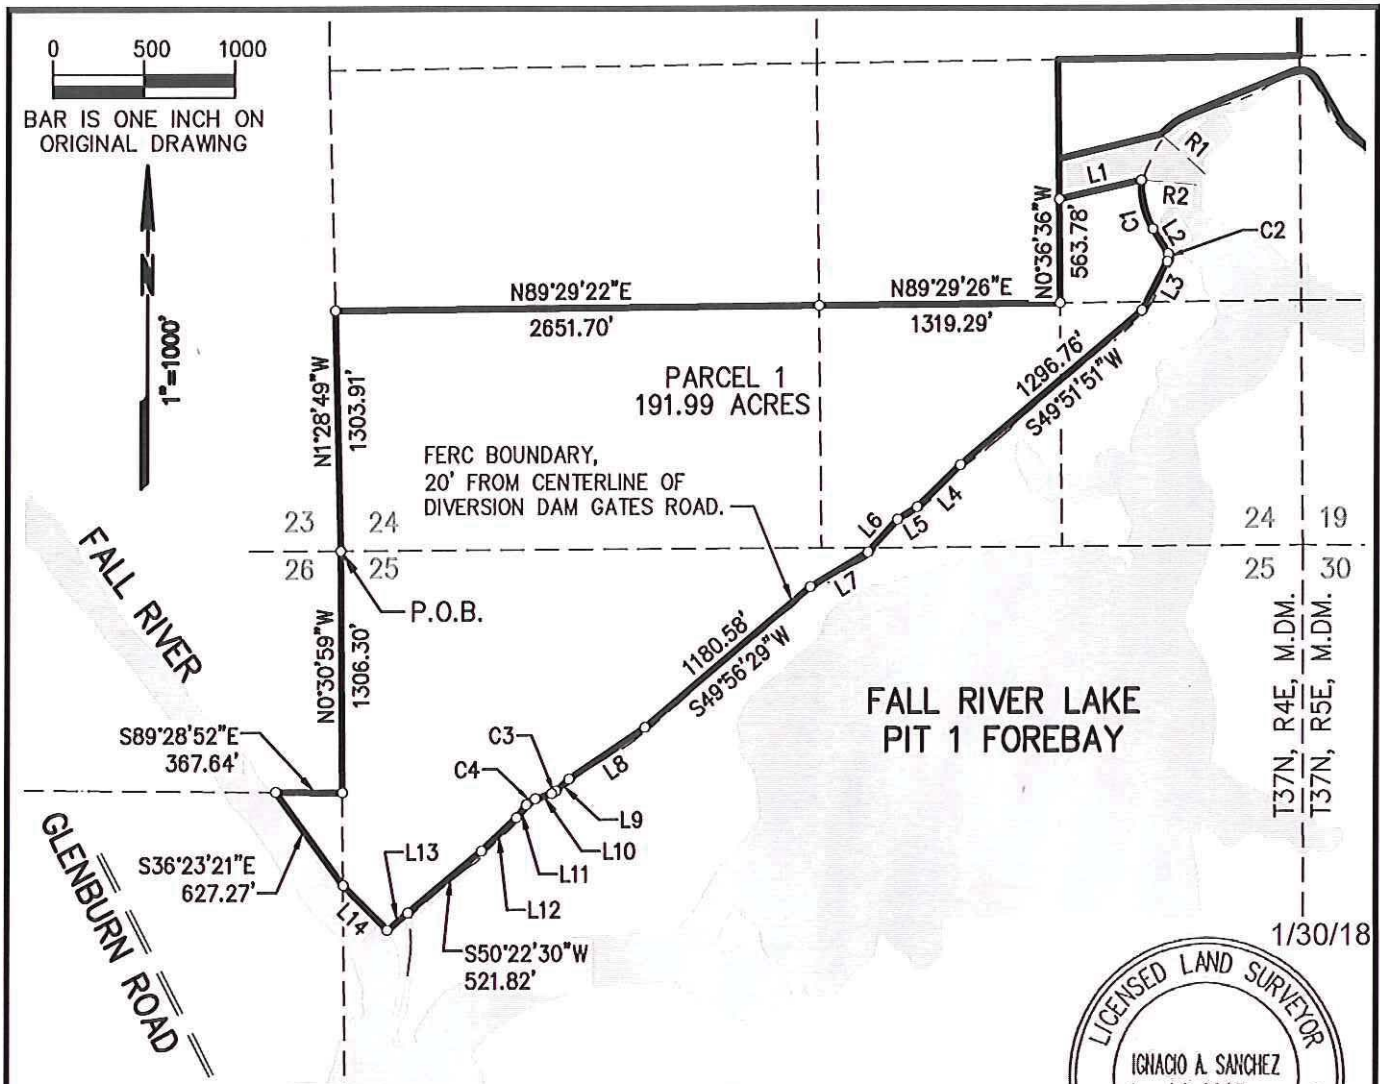 0 500 1000
BAR IS ONE INCH ON
ORIGINAL DRAWING
N
1"=1000'
R1
L1
R2
C1
L2
C2
L3
N0°36'36"W
563.78'
N89°29'22"E
2651.70'
N89°29'26"E
1319.29'
N1°28'49"W
1303.91'
PARCEL 1
191.99 ACRES
1296.76'
S49°51'51"W
FERC BOUNDARY,
20' FROM CENTERLINE OF
DIVERSION DAM GATES ROAD.
L4
L5
L6
L7
23 24
26 25
24 19
25 30
P.O.B.
FALL RIVER
N0°30'59"W
1306.30'
1180.58'
S49°56'29"W
T37N, R4E, M.DM.
T37N, R5E, M.DM.
FALL RIVER LAKE
PIT 1 FOREBAY
S89°28'52"E
367.64'
C3
C4
L8
L9
L10
L11
L12
L13
L14
S36°23'21"E
627.27'
S50°22'30"W
521.82'
GLENBURN ROAD
1/30/18
LICENSED LAND SURVEYOR
IGNACIO A. SANCHEZ